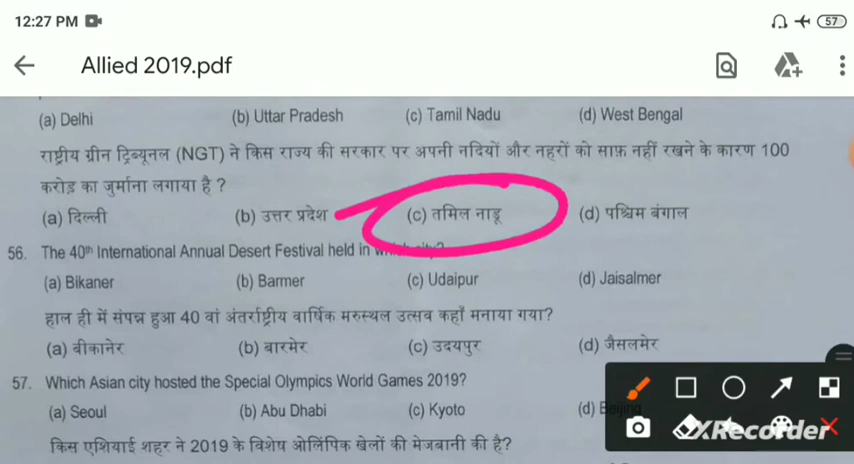 12:27 PM
57
Allied 2019.pdf
(a) Delhi (b) Uttar Pradesh (c) Tamil Nadu (d) West Bengal
राष्ट्रीय ग्रीन ट्रिब्यूनल (NGT) ने किस राज्य की सरकार पर अपनी नदियों और नहरों को साफ़ नहीं रखने के कारण 100
करोड़ का जुर्माना लगाया है ?
(a) दिल्ली (b) उत्तर प्रदेश (c) तमिल नाडू (d) पश्चिम बंगाल
56. The 40th International Annual Desert Festival held in which city?
(a) Bikaner (b) Barmer (c) Udaipur (d) Jaisalmer
हाल ही में संपन्न हुआ 40 वां अंतर्राष्ट्रीय वार्षिक मरुस्थल उत्सव कहाँ मनाया गया?
(a) बीकानेर (b) बारमेर (c) उदयपुर (d) जैसलमेर
57. Which Asian city hosted the Special Olympics World Games 2019?
(a) Seoul (b) Abu Dhabi (c) Kyoto (d) Beijing
XRecorder
किस एशियाई शहर ने 2019 के विशेष ओलिंपिक खेलों की मेजबानी की है?